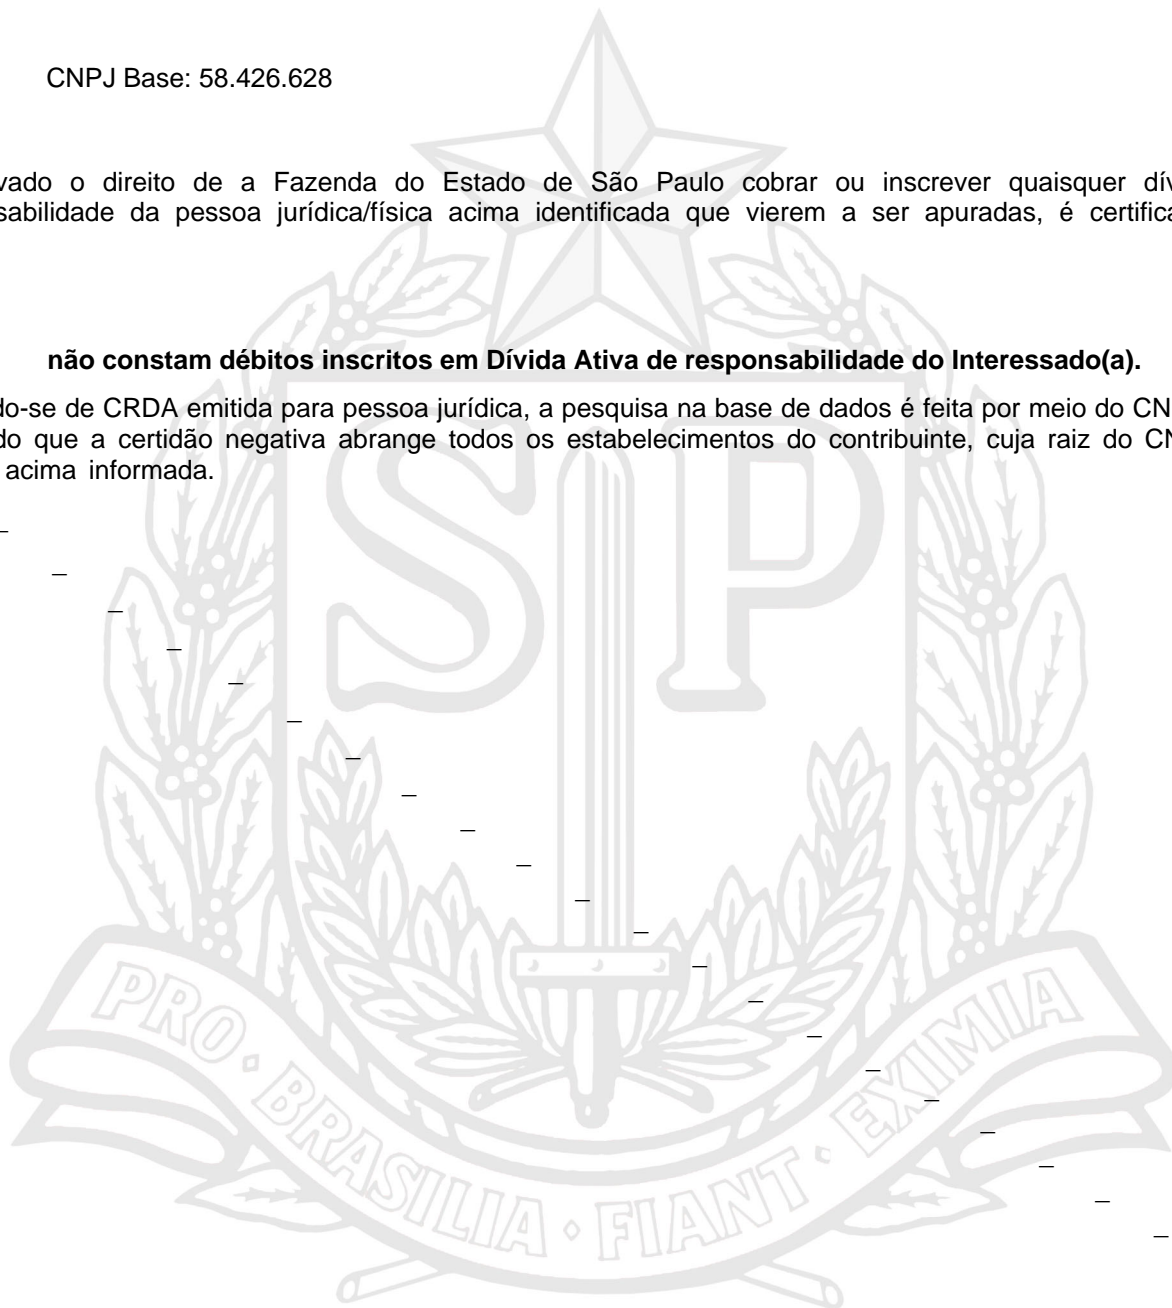 CNPJ Base: 58.426.628
vado o direito de a Fazenda do Estado de São Paulo cobrar ou inscrever quaisquer dív
sabilidade da pessoa jurídica/física acima identificada que vierem a ser apuradas, é certifica
não constam débitos inscritos em Dívida Ativa de responsabilidade do Interessado(a).
do-se de CRDA emitida para pessoa jurídica, a pesquisa na base de dados é feita por meio do CN
do que a certidão negativa abrange todos os estabelecimentos do contribuinte, cuja raiz do CN
acima informada.
SP
PRO • BRASILIA • FIANT • EXIMIA